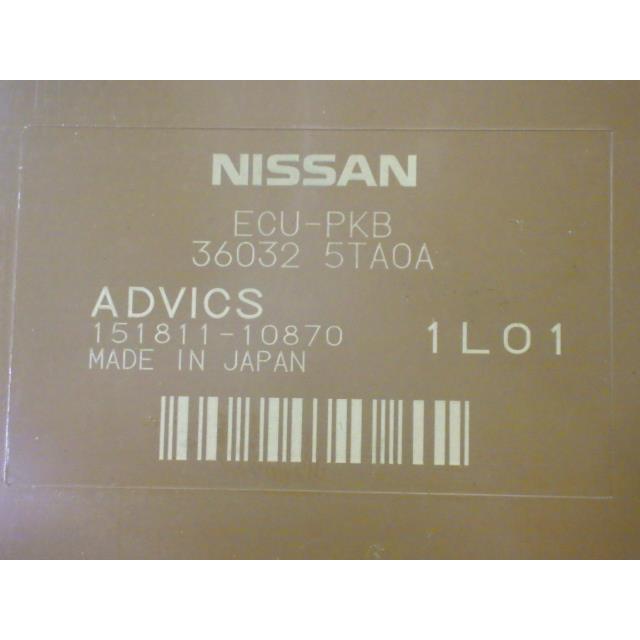 NISSAN
ECU-PKB
36032 5TA0A
ADVICS
151811-10870
1L01
MADE IN JAPAN